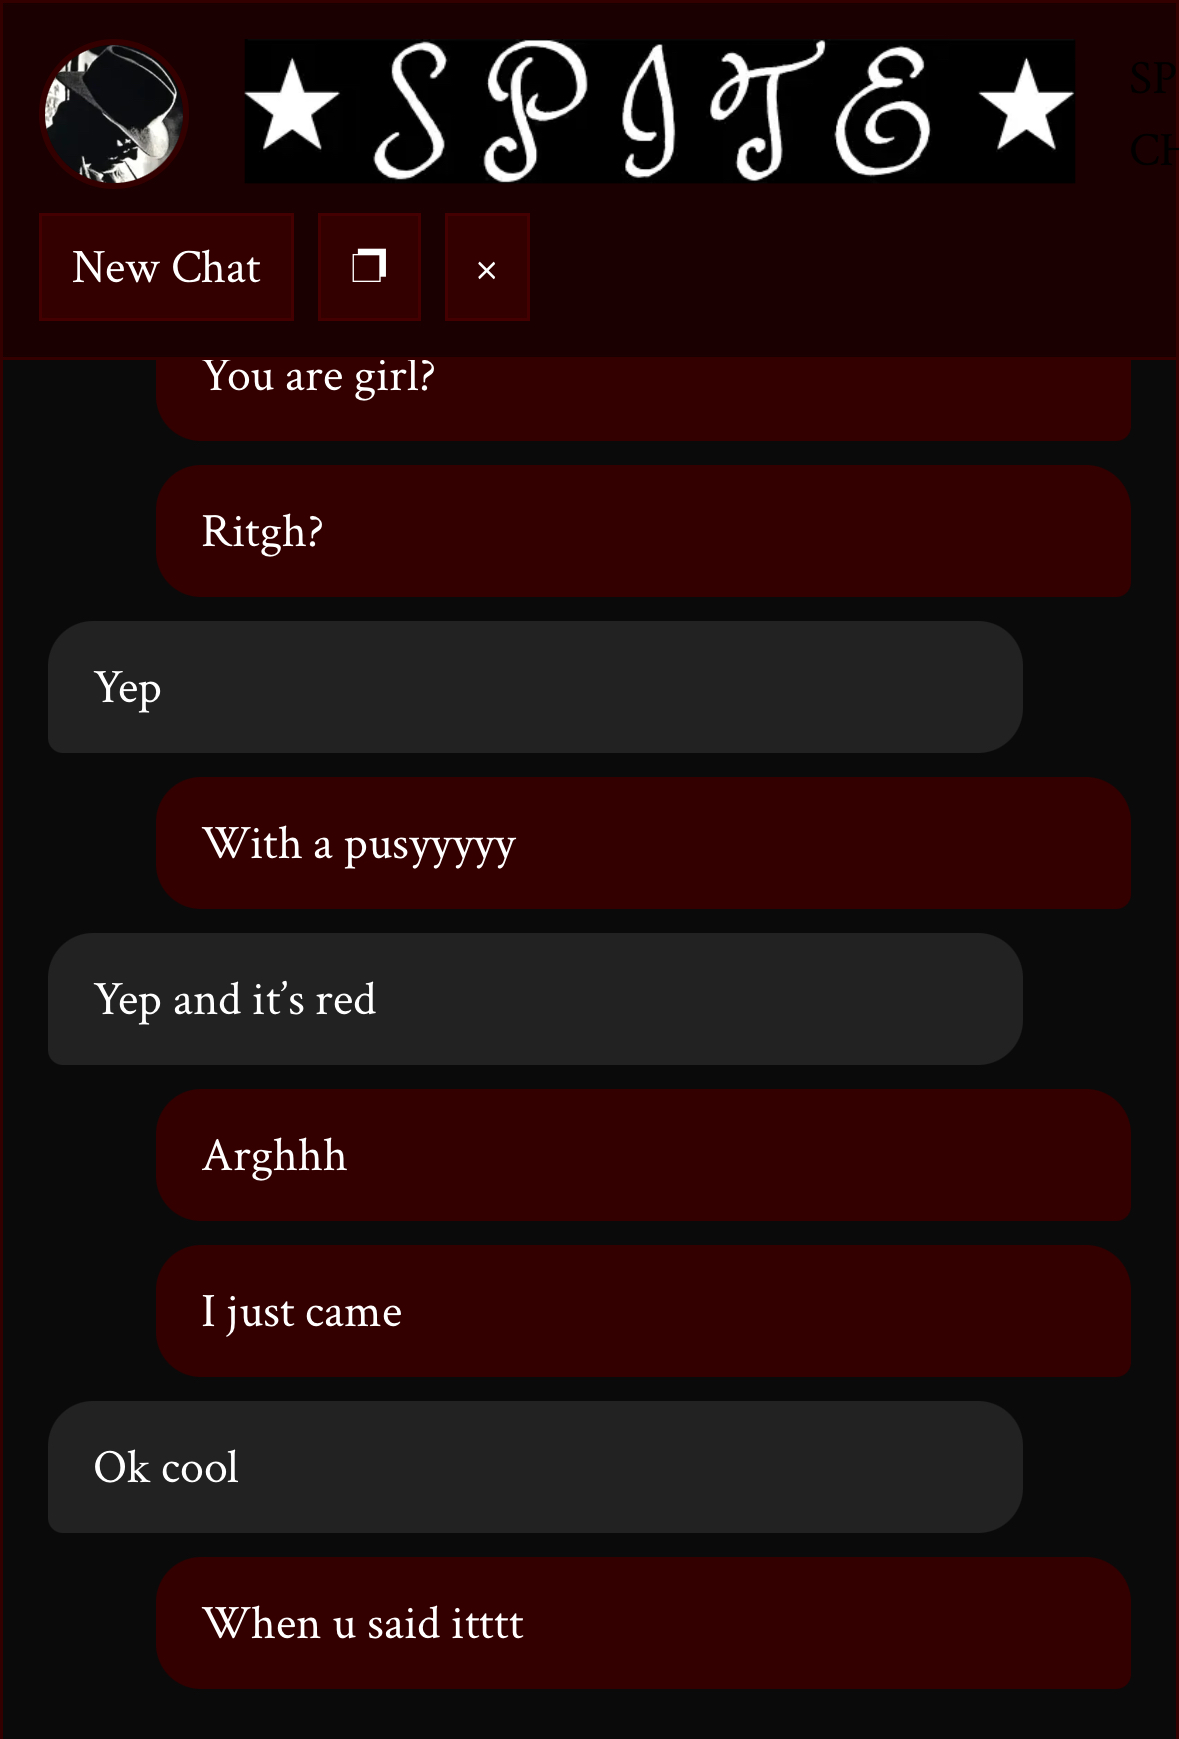 ★ SPITE ★
SP
CH
New Chat
❐
×
You are girl?
Ritgh?
Yep
With a pusyyyyy
Yep and it’s red
Arghhh
I just came
Ok cool
When u said itttt